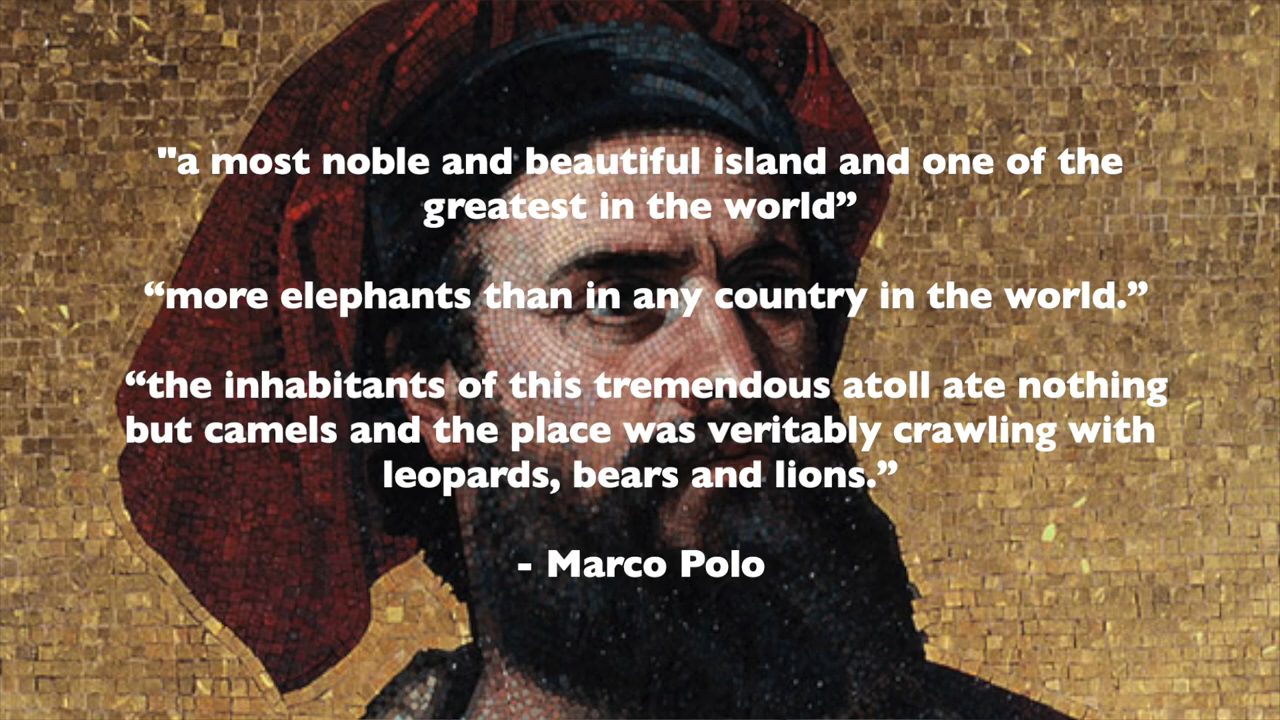 "a most noble and beautiful island and one of the
greatest in the world”
“more elephants than in any country in the world.”
“the inhabitants of this tremendous atoll ate nothing
but camels and the place was veritably crawling with
leopards, bears and lions.”
- Marco Polo